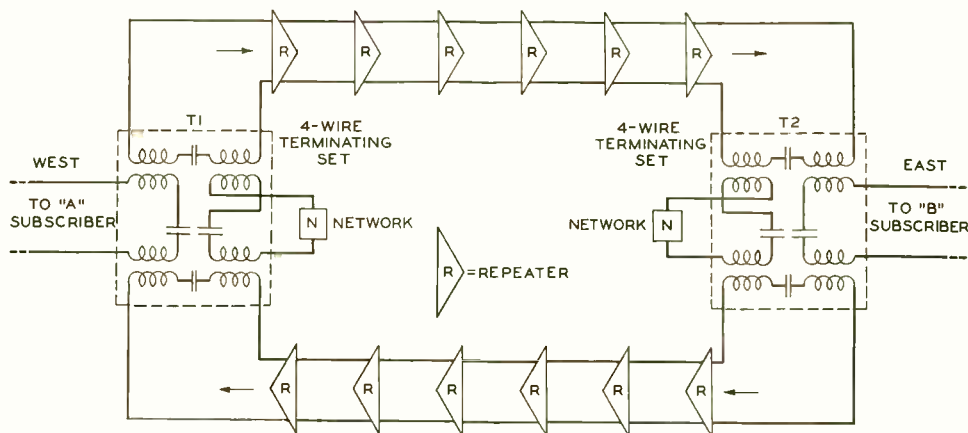 R R R R R R
T1
4-WIRE
TERMINATING
SET
4-WIRE
TERMINATING
SET
T2
WEST
TO "A"
SUBSCRIBER
N NETWORK
NETWORK N
EAST
TO "B"
SUBSCRIBER
R =REPEATER
R R R R R R